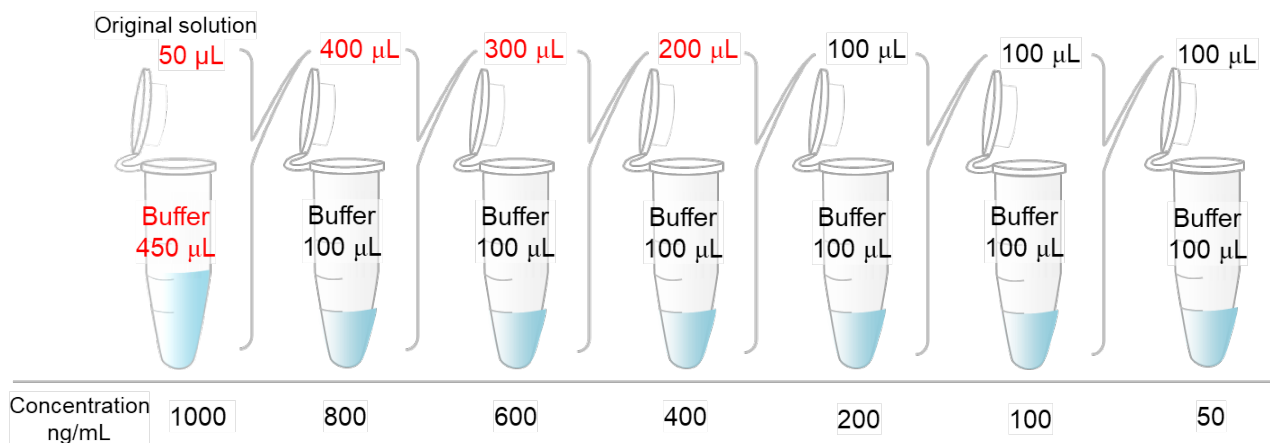 Original solution
50 μL
400 μL
300 μL
200 μL
100 μL
100 μL
100 μL
Buffer
450 μL
Buffer
100 μL
Buffer
100 μL
Buffer
100 μL
Buffer
100 μL
Buffer
100 μL
Buffer
100 μL
Concentration
ng/mL
1000
800
600
400
200
100
50